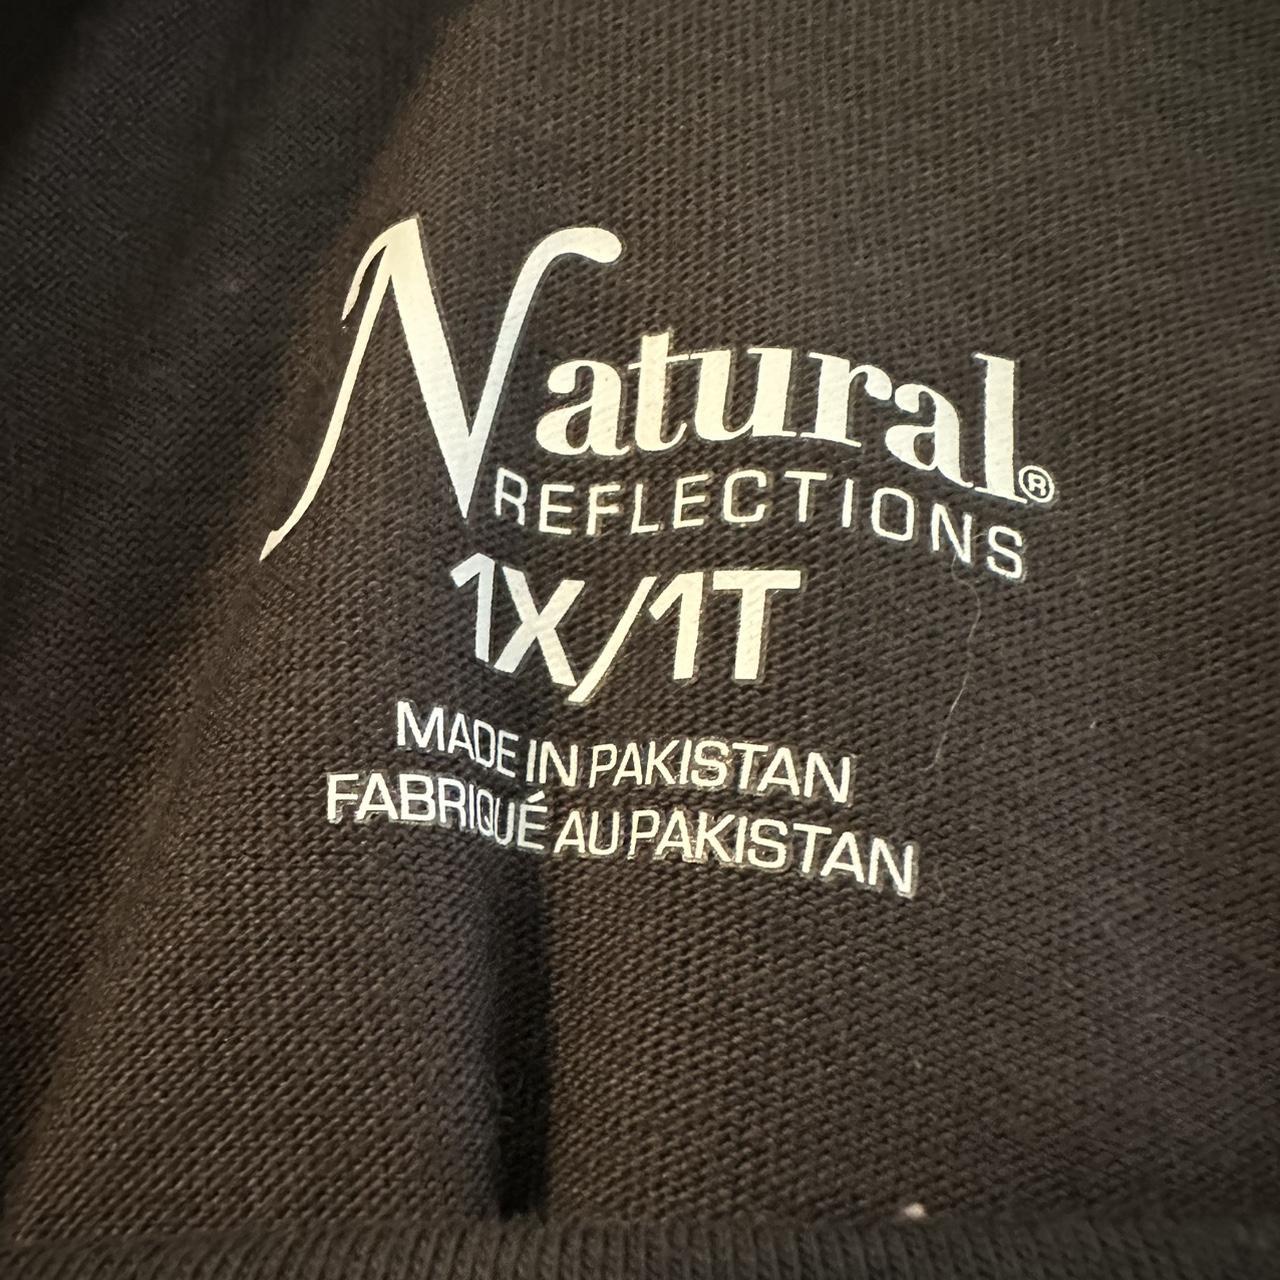 Natural®
REFLECTIONS
1X/1T
MADE IN PAKISTAN
FABRIQUÉ AU PAKISTAN